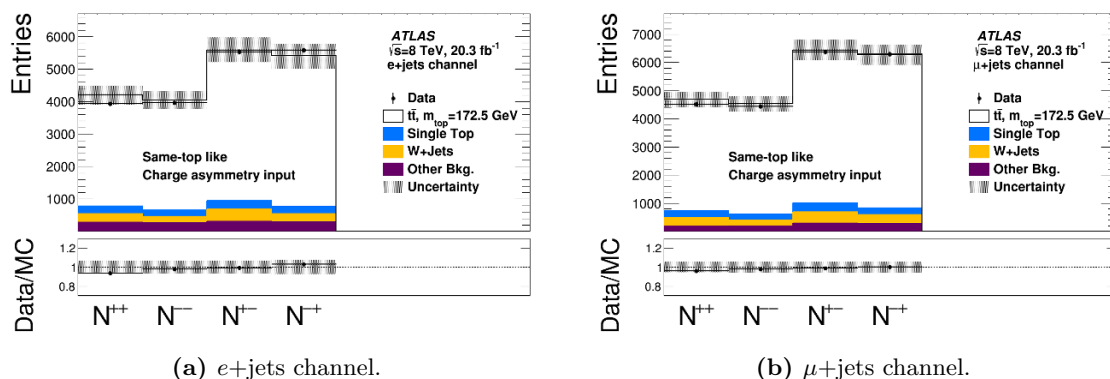 Entries
6000
5000
4000
3000
2000
1000
ATLAS
√s=8 TeV, 20.3 fb⁻¹
e+jets channel
Data
tt̄, m_top=172.5 GeV
Single Top
W+Jets
Other Bkg.
Uncertainty
Same-top like
Charge asymmetry input
Data/MC
1.2
1
0.8
N⁺⁺ N⁻⁻ N⁺⁻ N⁻⁺
(a) e+jets channel.
Entries
7000
6000
5000
4000
3000
2000
1000
ATLAS
√s=8 TeV, 20.3 fb⁻¹
μ+jets channel
Data
tt̄, m_top=172.5 GeV
Single Top
W+Jets
Other Bkg.
Uncertainty
Same-top like
Charge asymmetry input
Data/MC
1.2
1
0.8
N⁺⁺ N⁻⁻ N⁺⁻ N⁻⁺
(b) μ+jets channel.